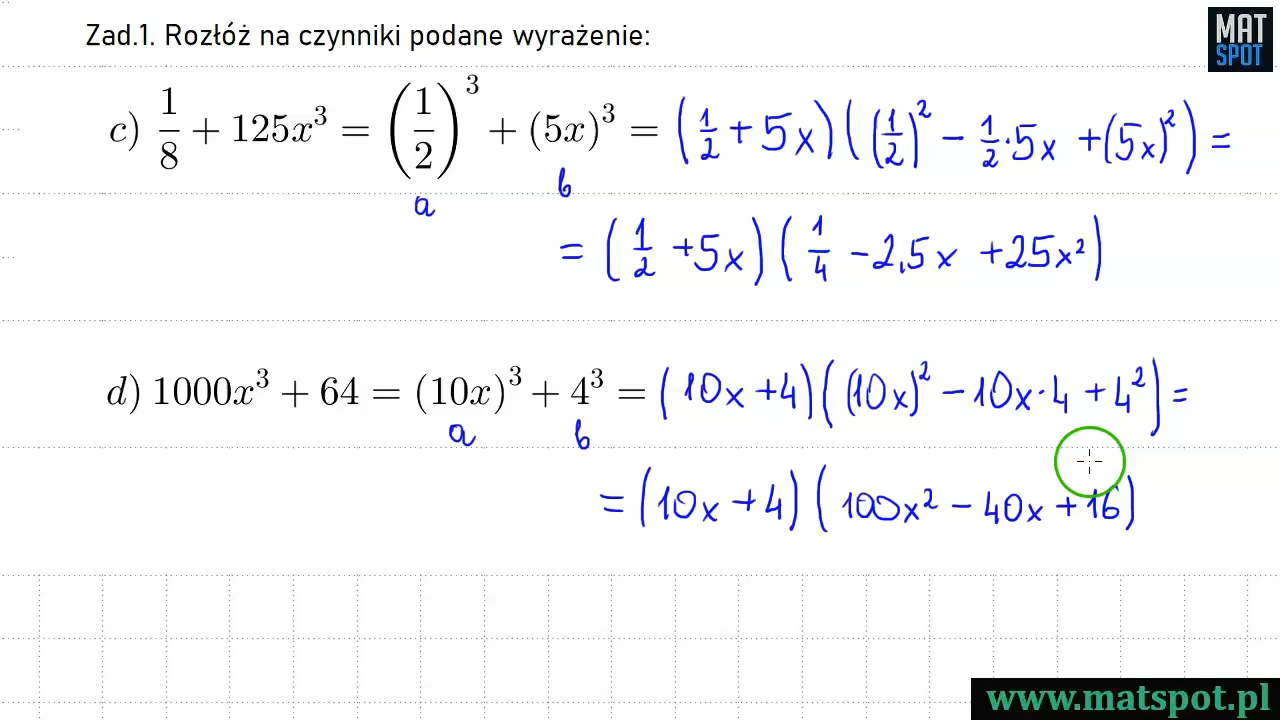 Zad.1. Rozłóż na czynniki podane wyrażenie:
MAT
SPOT
c) 1/8 + 125x³ = (1/2)³ + (5x)³ = (1/2 + 5x)((1/2)² − 1/2·5x + (5x)²) =
a b
= (1/2 + 5x)(1/4 − 2,5x + 25x²)
d) 1000x³ + 64 = (10x)³ + 4³ = (10x + 4)((10x)² − 10x·4 + 4²) =
a b
= (10x + 4)(100x² − 40x + 16)
www.matspot.pl